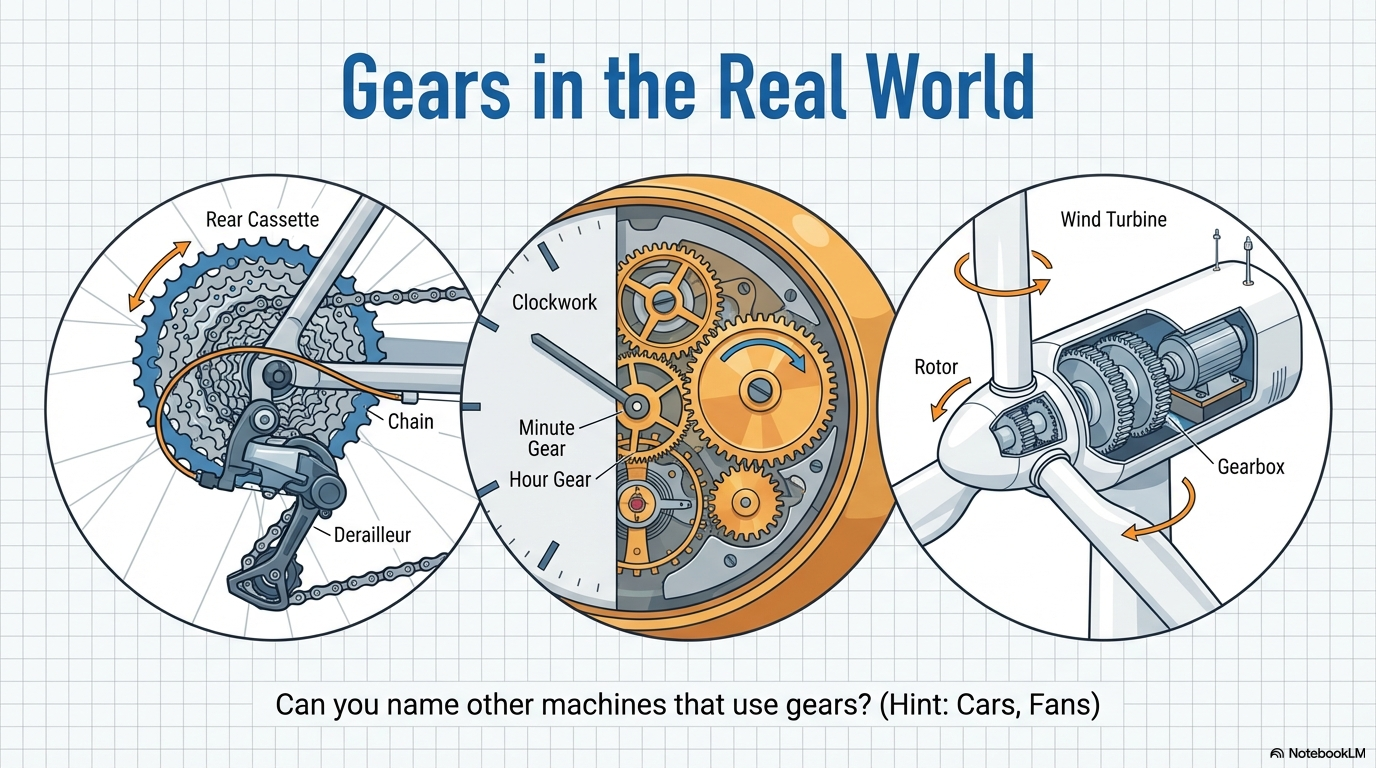 Gears in the Real World
Rear Cassette
Chain
Derailleur
Clockwork
Minute
Gear
Hour Gear
Wind Turbine
Rotor
Gearbox
Can you name other machines that use gears? (Hint: Cars, Fans)
NotebookLM